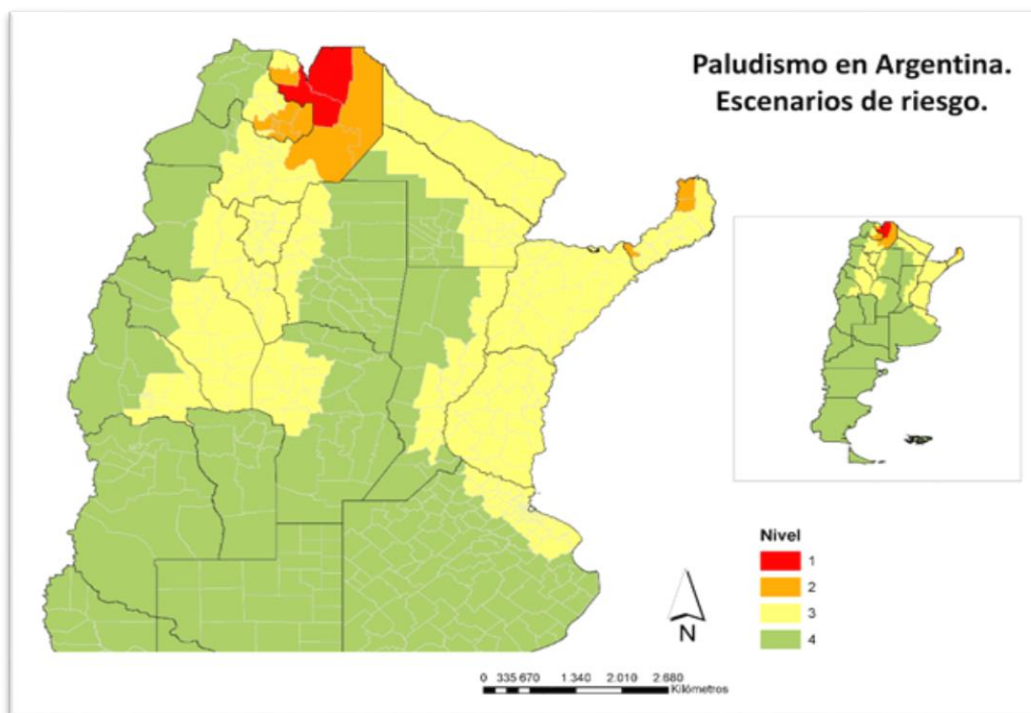 Paludismo en Argentina.
Escenarios de riesgo.
Nivel
1
2
3
4
N
0 335 670 1.340 2.010 2.680
Kilómetros